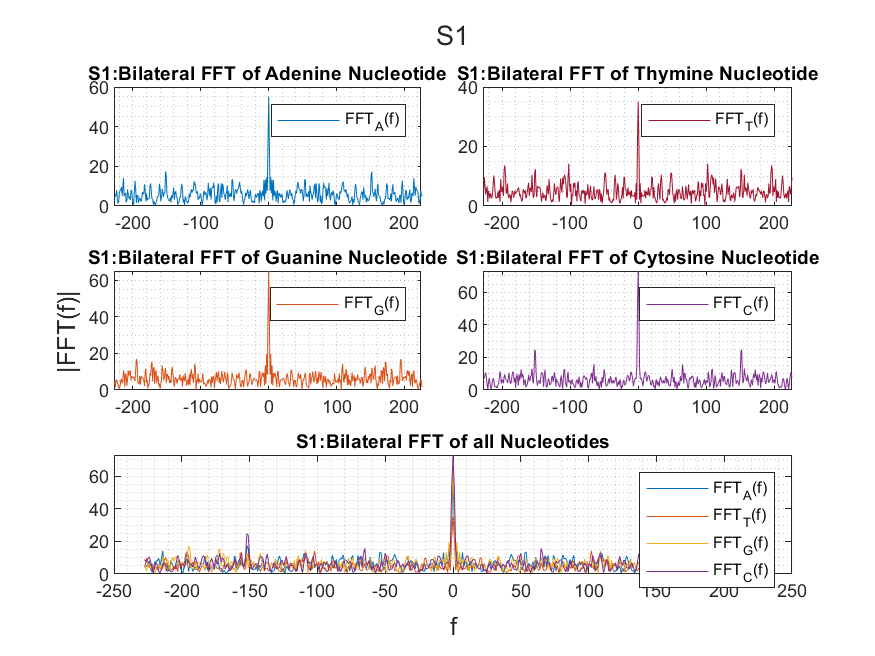 S1
S1:Bilateral FFT of Adenine Nucleotide
60
40
20
0
FFT_A(f)
-200 -100 0 100 200
S1:Bilateral FFT of Thymine Nucleotide
40
20
0
FFT_T(f)
-200 -100 0 100 200
S1:Bilateral FFT of Guanine Nucleotide
60
40
20
0
FFT_G(f)
-200 -100 0 100 200
S1:Bilateral FFT of Cytosine Nucleotide
60
40
20
0
FFT_C(f)
-200 -100 0 100 200
|FFT(f)|
S1:Bilateral FFT of all Nucleotides
60
40
20
0
FFT_A(f)
FFT_T(f)
FFT_G(f)
FFT_C(f)
-250 -200 -150 -100 -50 0 50 100 150 200 250
f